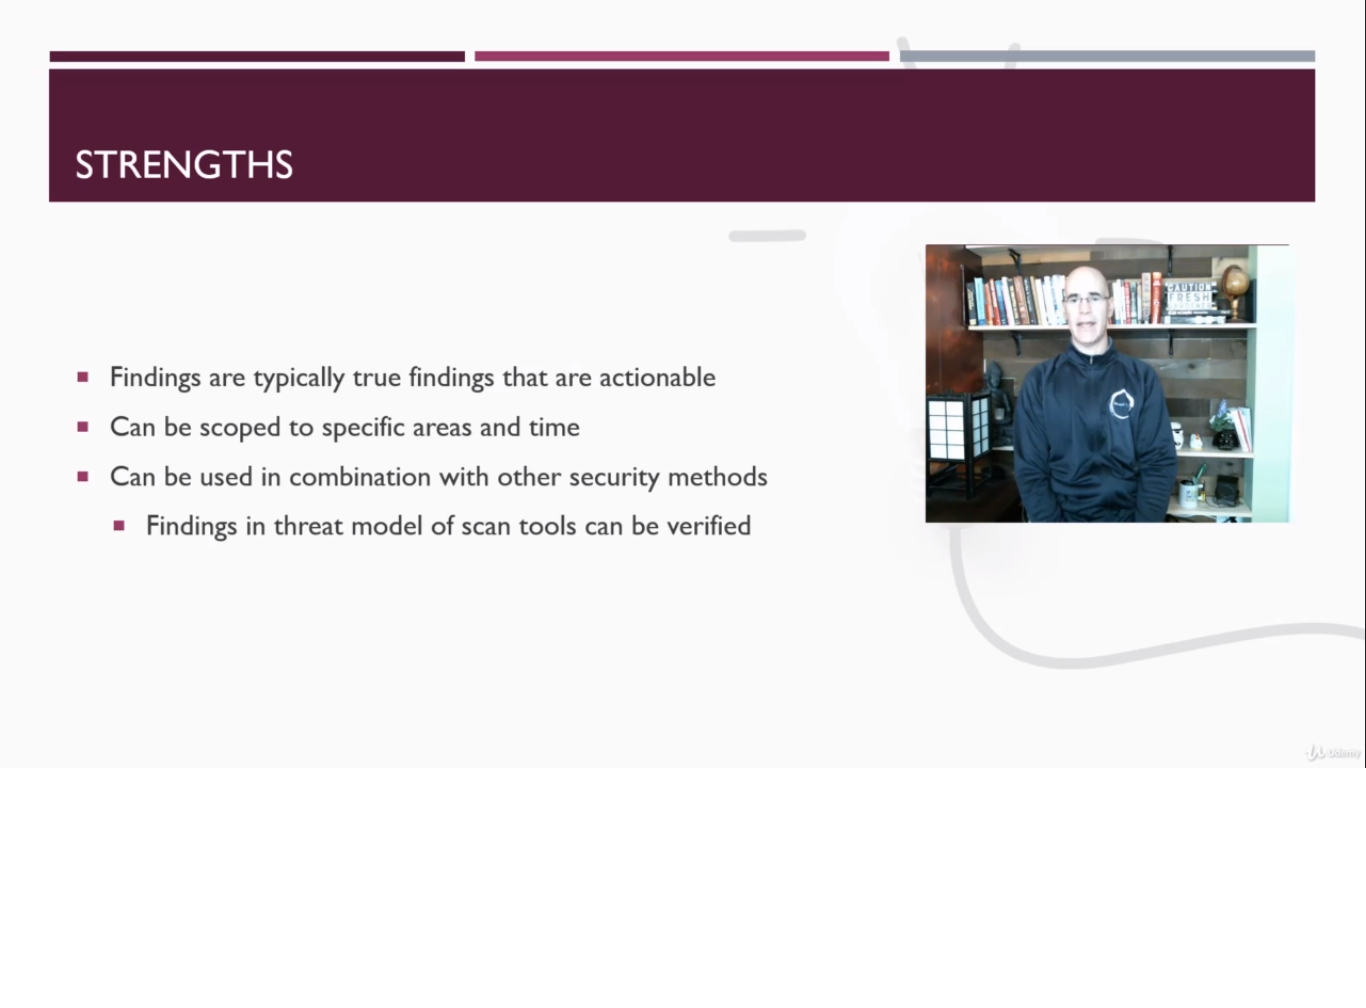 STRENGTHS
Findings are typically true findings that are actionable
Can be scoped to specific areas and time
Can be used in combination with other security methods
Findings in threat model of scan tools can be verified
CAUTION
FRESH
Udemy